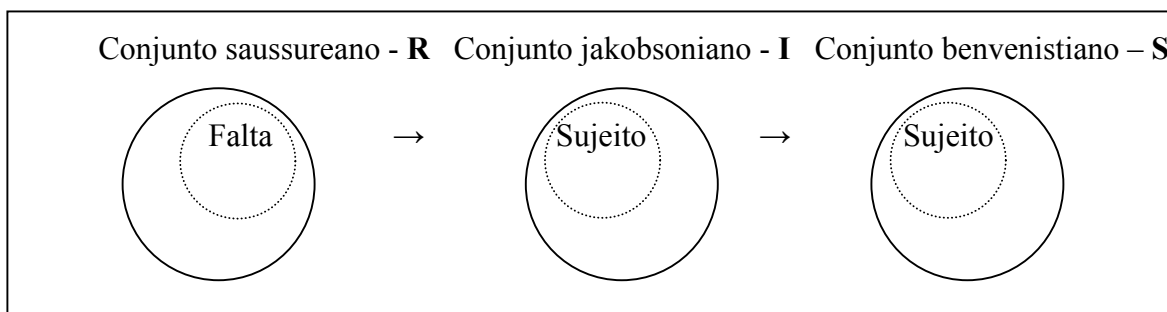 Conjunto saussureano - R Conjunto jakobsoniano - I Conjunto benvenistiano – S
Falta → Sujeito → Sujeito